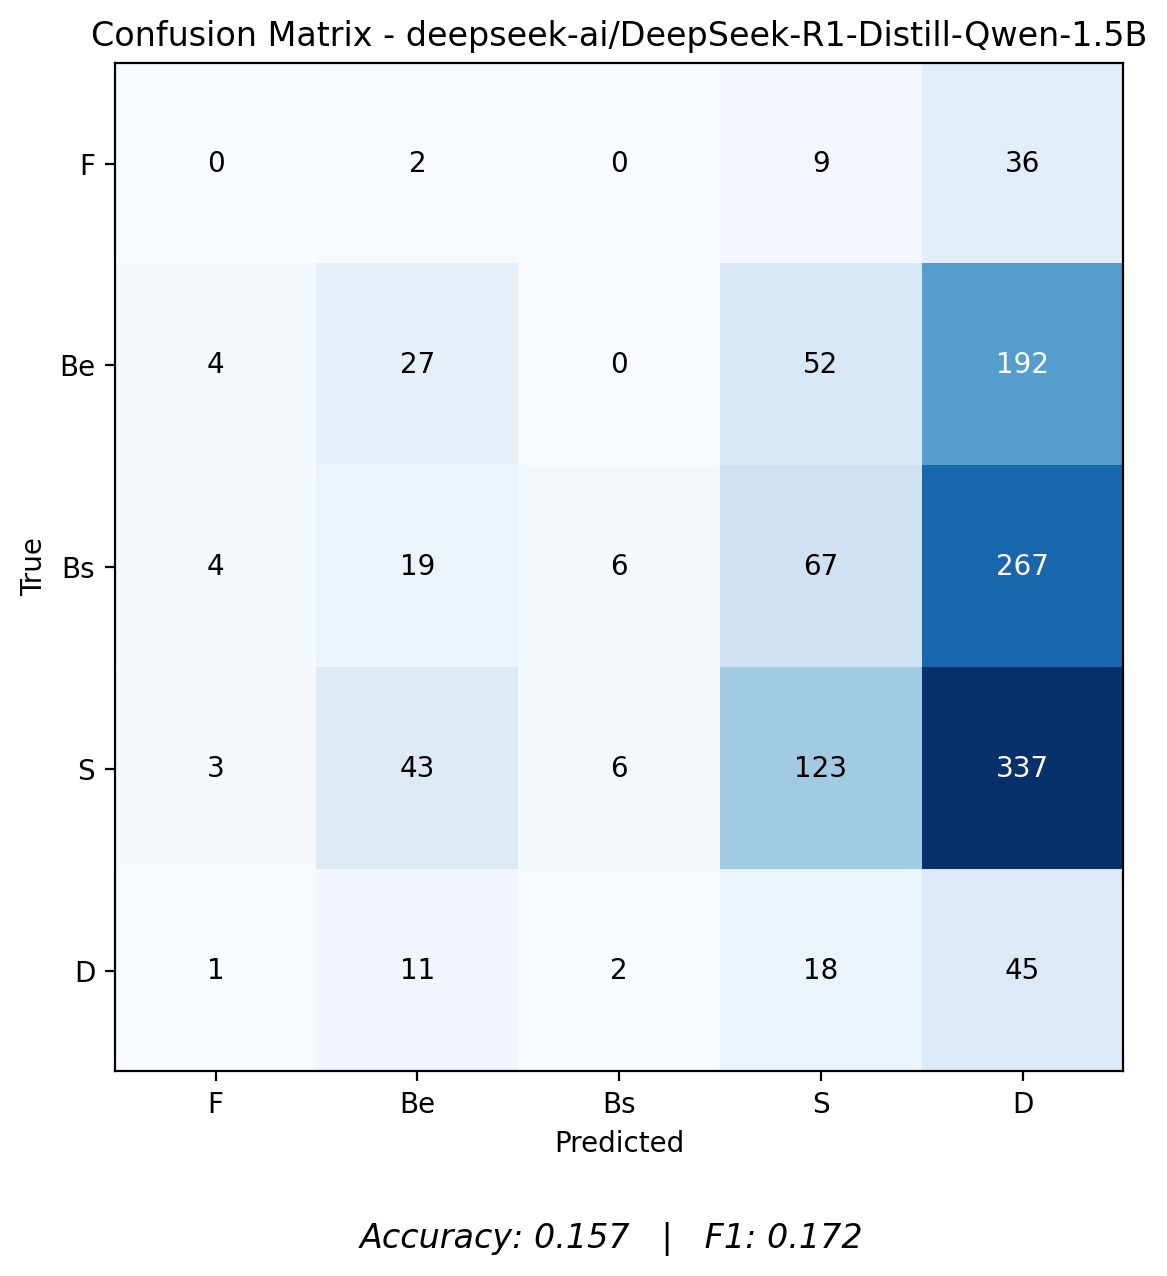 Confusion Matrix - deepseek-ai/DeepSeek-R1-Distill-Qwen-1.5B
F 0 2 0 9 36
Be 4 27 0 52 192
Bs 4 19 6 67 267
S 3 43 6 123 337
D 1 11 2 18 45
True
F Be Bs S D
Predicted
Accuracy: 0.157 | F1: 0.172